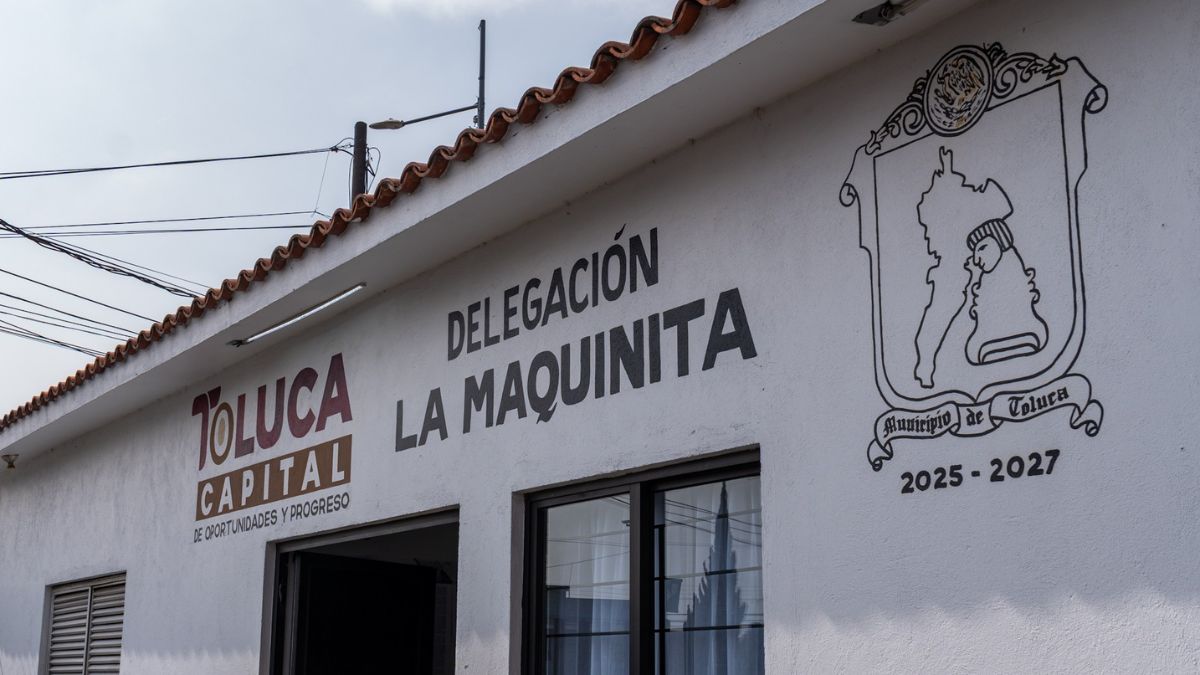 TOLUCA
CAPITAL
DE OPORTUNIDADES Y PROGRESO
DELEGACIÓN
LA MAQUINITA
Municipio de Toluca
2025 - 2027